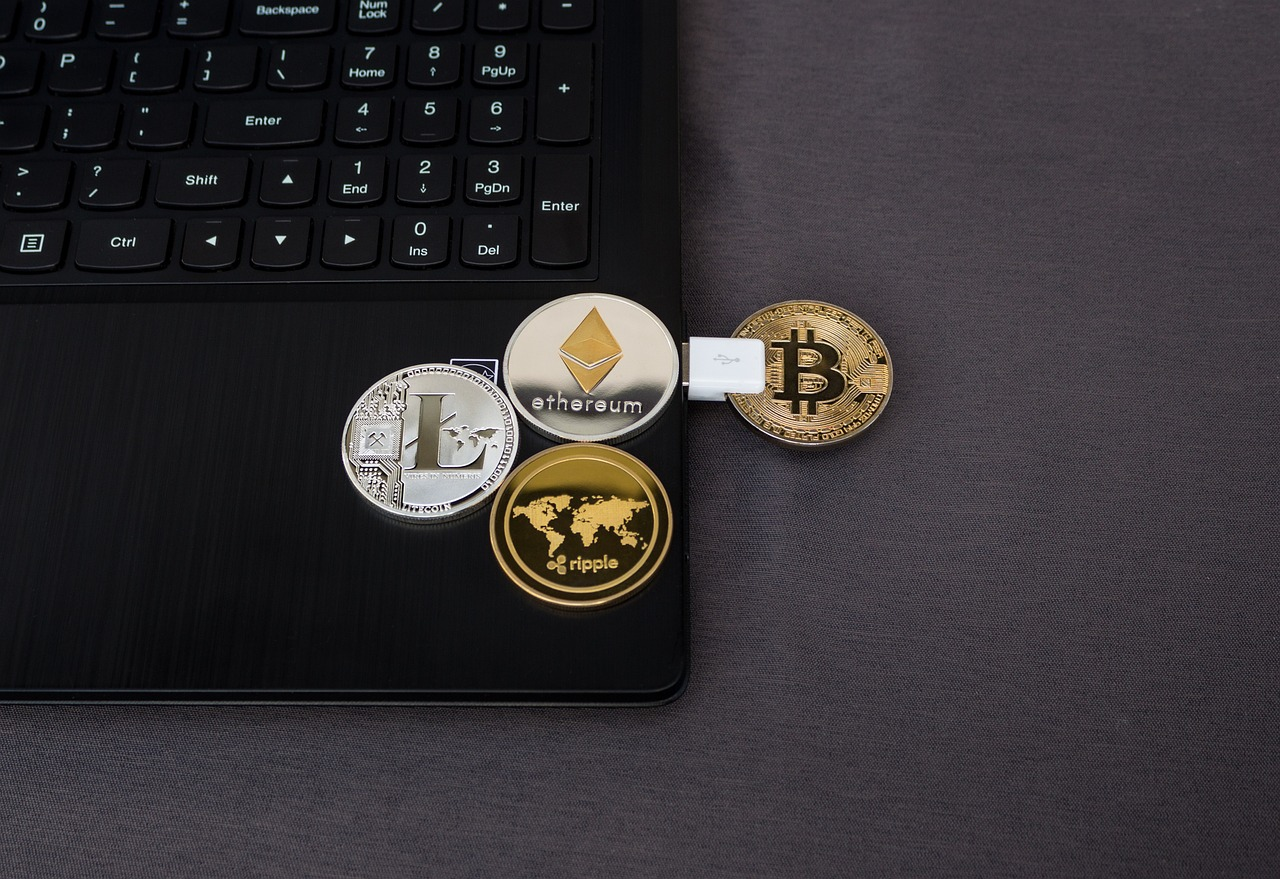 )
0
—
-
+
=
Backspace
Num
Lock
/
*
-
P
{
[
}
]
|
\
7
Home
8
↑
9
PgUp
+
:
;
"
'
Enter
4
<-
5
6
->
>
.
?
/
Shift
▲
1
End
2
↓
3
PgDn
Enter
Ctrl
◄
▼
►
0
Ins
.
Del
ethereum
B
Ł
LITECOIN
ripple